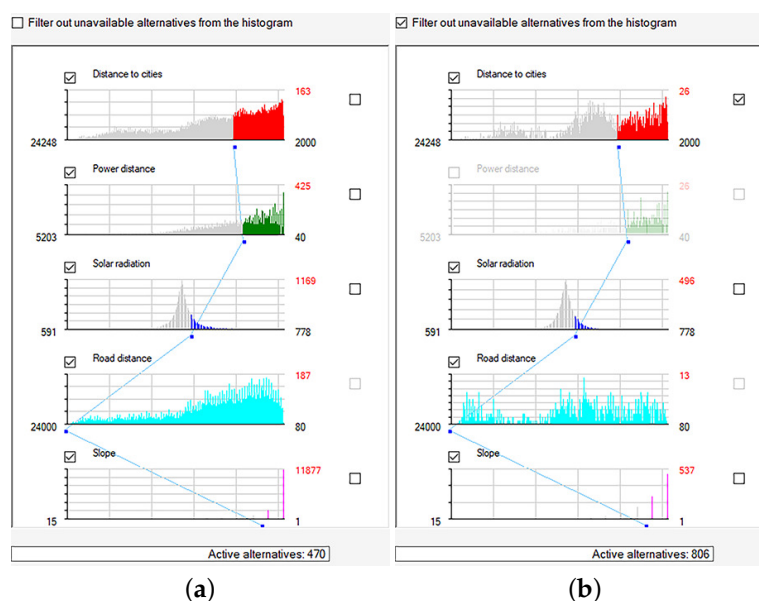 Filter out unavailable alternatives from the histogram
Distance to cities
163
24248
2000
Power distance
425
5203
40
Solar radiation
1169
591
778
Road distance
187
24000
80
Slope
11877
15
1
Active alternatives: 470
(a)
Filter out unavailable alternatives from the histogram
Distance to cities
26
24248
2000
Power distance
26
5203
40
Solar radiation
496
591
778
Road distance
13
24000
80
Slope
537
15
1
Active alternatives: 806
(b)